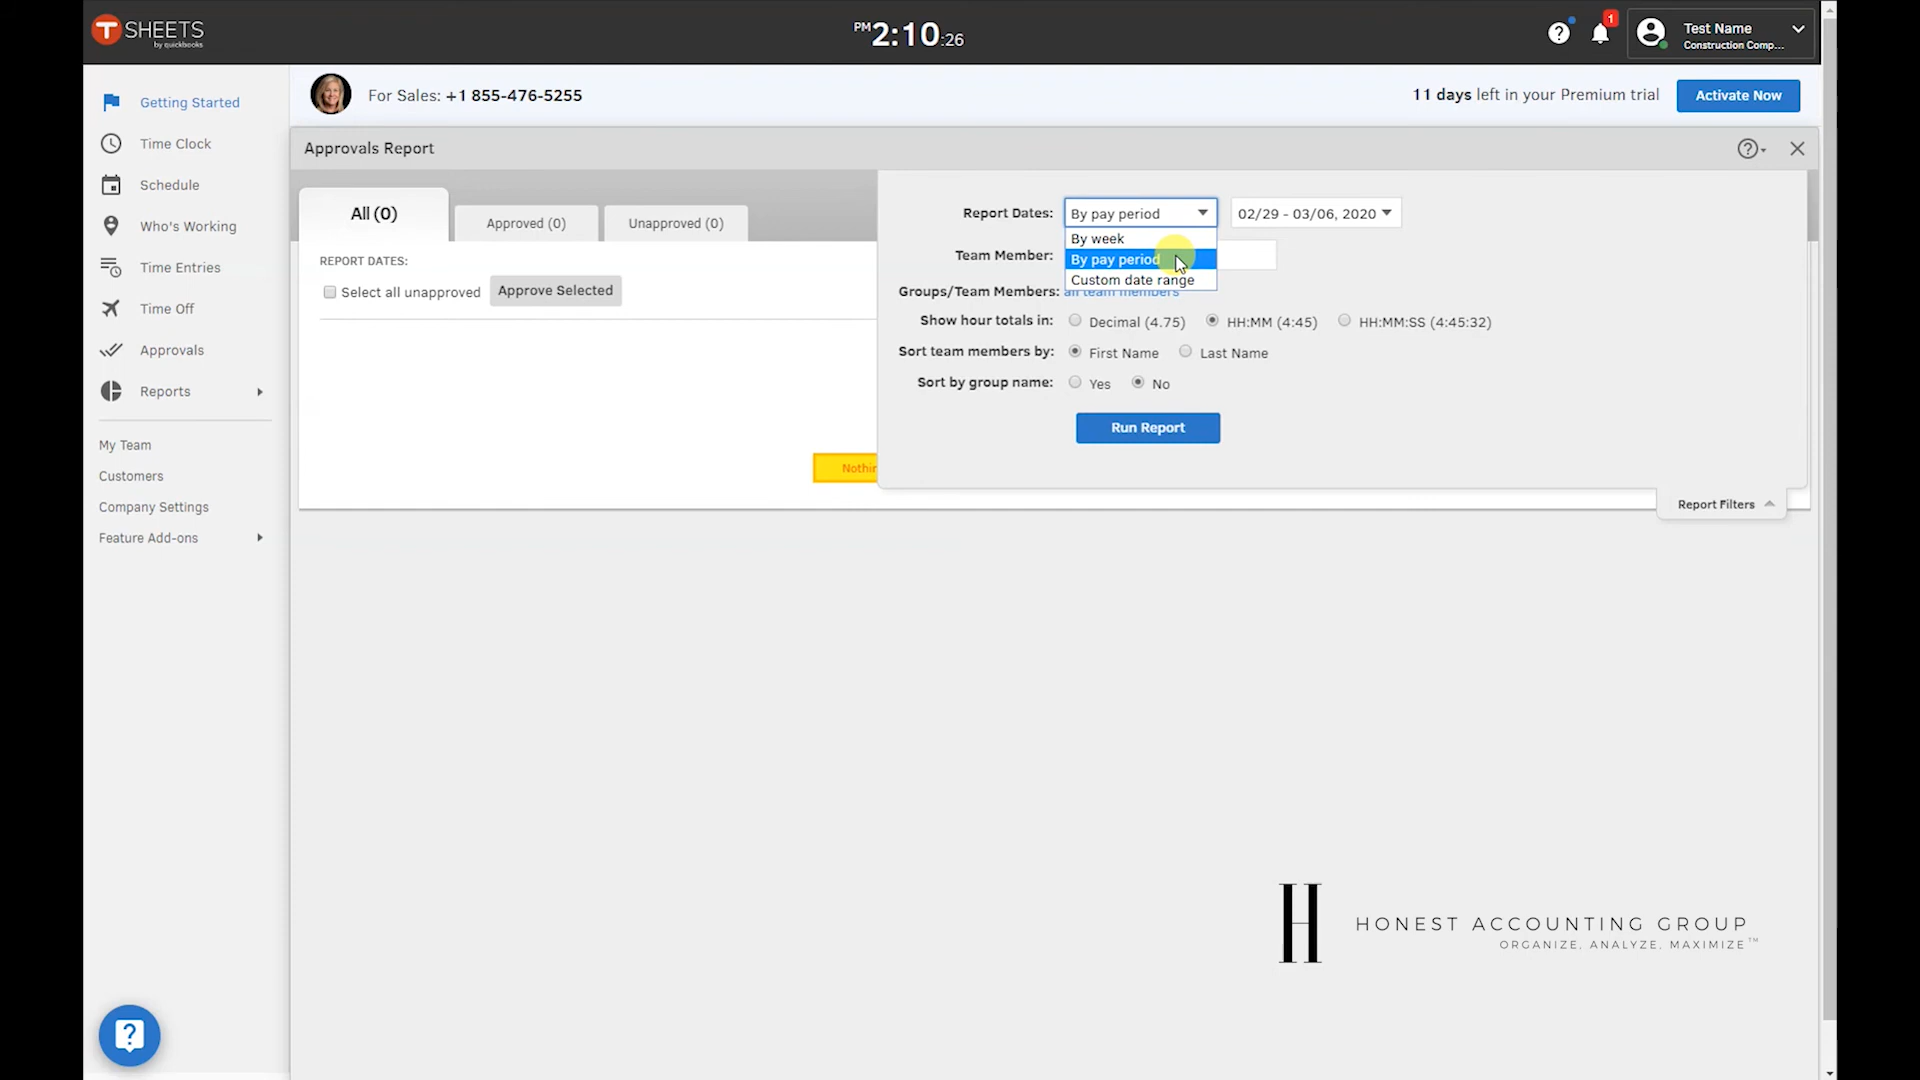 T SHEETS
by quickbooks
PM 2:10:26
1
Test Name
Construction Comp...
Getting Started
Time Clock
Schedule
Who's Working
Time Entries
Time Off
Approvals
Reports
My Team
Customers
Company Settings
Feature Add-ons
For Sales: +1 855-476-5255
11 days left in your Premium trial
Activate Now
Approvals Report
All (0)
Approved (0)
Unapproved (0)
REPORT DATES:
Select all unapproved
Approve Selected
Report Dates:
By pay period
02/29 - 03/06, 2020
By week
By pay period
Custom date range
Team Member:
Groups/Team Members: all team members
Show hour totals in:
Decimal (4.75)
HH:MM (4:45)
HH:MM:SS (4:45:32)
Sort team members by:
First Name
Last Name
Sort by group name:
Yes
No
Run Report
Nothin
Report Filters
H
HONEST ACCOUNTING GROUP
ORGANIZE, ANALYZE, MAXIMIZE™